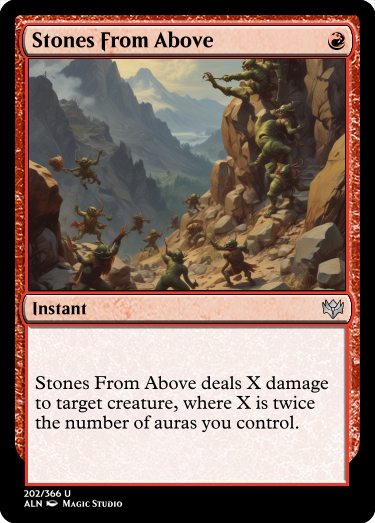 Stones From Above
Instant
Stones From Above deals X damage
to target creature, where X is twice
the number of auras you control.
202/366 U
ALN Magic Studio